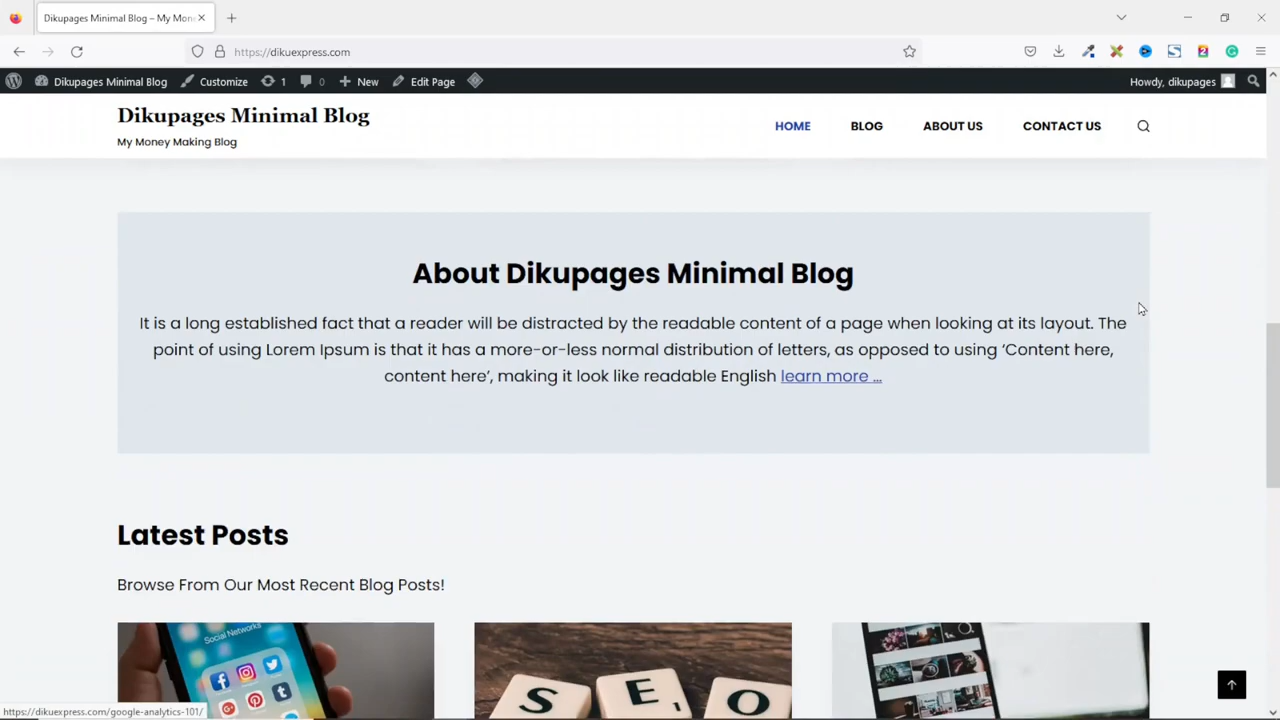 Dikupages Minimal Blog – My Mon
https://dikuexpress.com
Dikupages Minimal Blog Customize 1 0 New Edit Page Howdy, dikupages
Dikupages Minimal Blog
My Money Making Blog
HOME BLOG ABOUT US CONTACT US
About Dikupages Minimal Blog
It is a long established fact that a reader will be distracted by the readable content of a page when looking at its layout. The
point of using Lorem Ipsum is that it has a more-or-less normal distribution of letters, as opposed to using ‘Content here,
content here’, making it look like readable English learn more ...
Latest Posts
Browse From Our Most Recent Blog Posts!
Social Networks
S E O
https://dikuexpress.com/google-analytics-101/